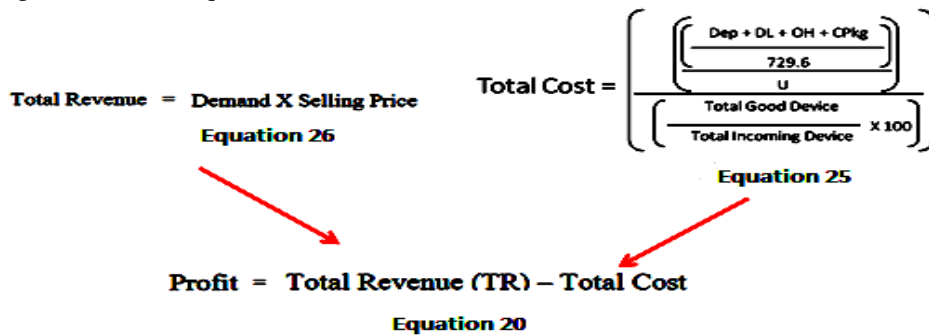 Total Revenue = Demand X Selling Price
Equation 26
Total Cost =
Dep + DL + OH + CPkg
729.6
U
Total Good Device
Total Incoming Device
X 100
Equation 25
Profit = Total Revenue (TR) – Total Cost
Equation 20